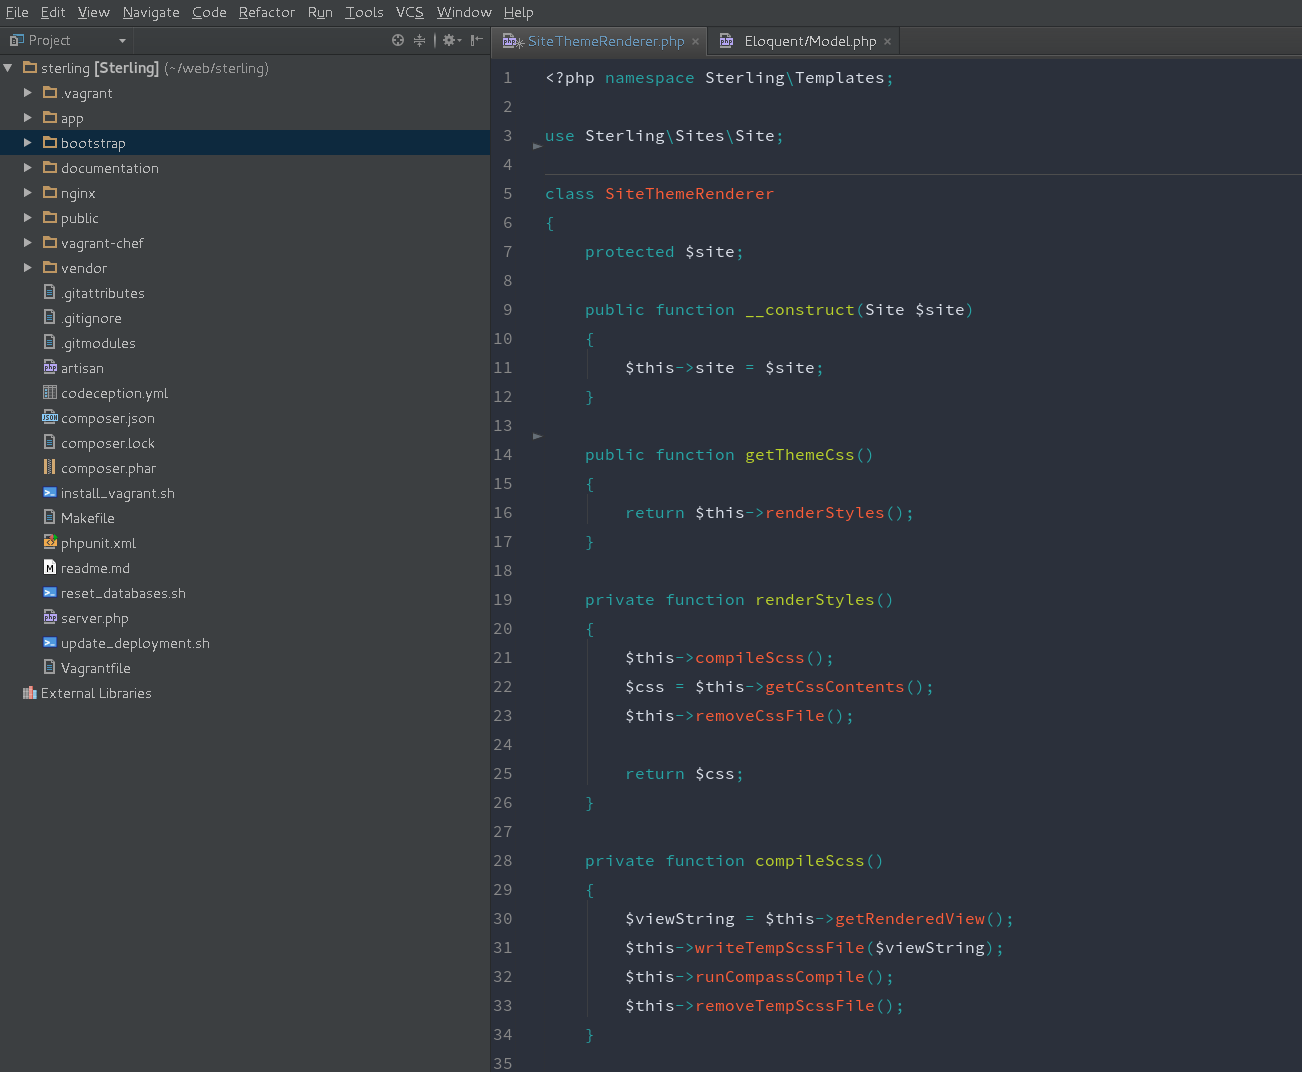 File Edit View Navigate Code Refactor Run Tools VCS Window Help
Project
SiteThemeRenderer.php
Eloquent/Model.php
sterling [Sterling] (~/web/sterling)
.vagrant
app
bootstrap
documentation
nginx
public
vagrant-chef
vendor
.gitattributes
.gitignore
.gitmodules
artisan
codeception.yml
composer.json
composer.lock
composer.phar
install_vagrant.sh
Makefile
phpunit.xml
readme.md
reset_databases.sh
server.php
update_deployment.sh
Vagrantfile
External Libraries
1 <?php namespace Sterling\Templates;
2
3 use Sterling\Sites\Site;
4
5 class SiteThemeRenderer
6 {
7     protected $site;
8
9     public function __construct(Site $site)
10     {
11         $this->site = $site;
12     }
13
14     public function getThemeCss()
15     {
16         return $this->renderStyles();
17     }
18
19     private function renderStyles()
20     {
21         $this->compileScss();
22         $css = $this->getCssContents();
23         $this->removeCssFile();
24
25         return $css;
26     }
27
28     private function compileScss()
29     {
30         $viewString = $this->getRenderedView();
31         $this->writeTempScssFile($viewString);
32         $this->runCompassCompile();
33         $this->removeTempScssFile();
34     }
35